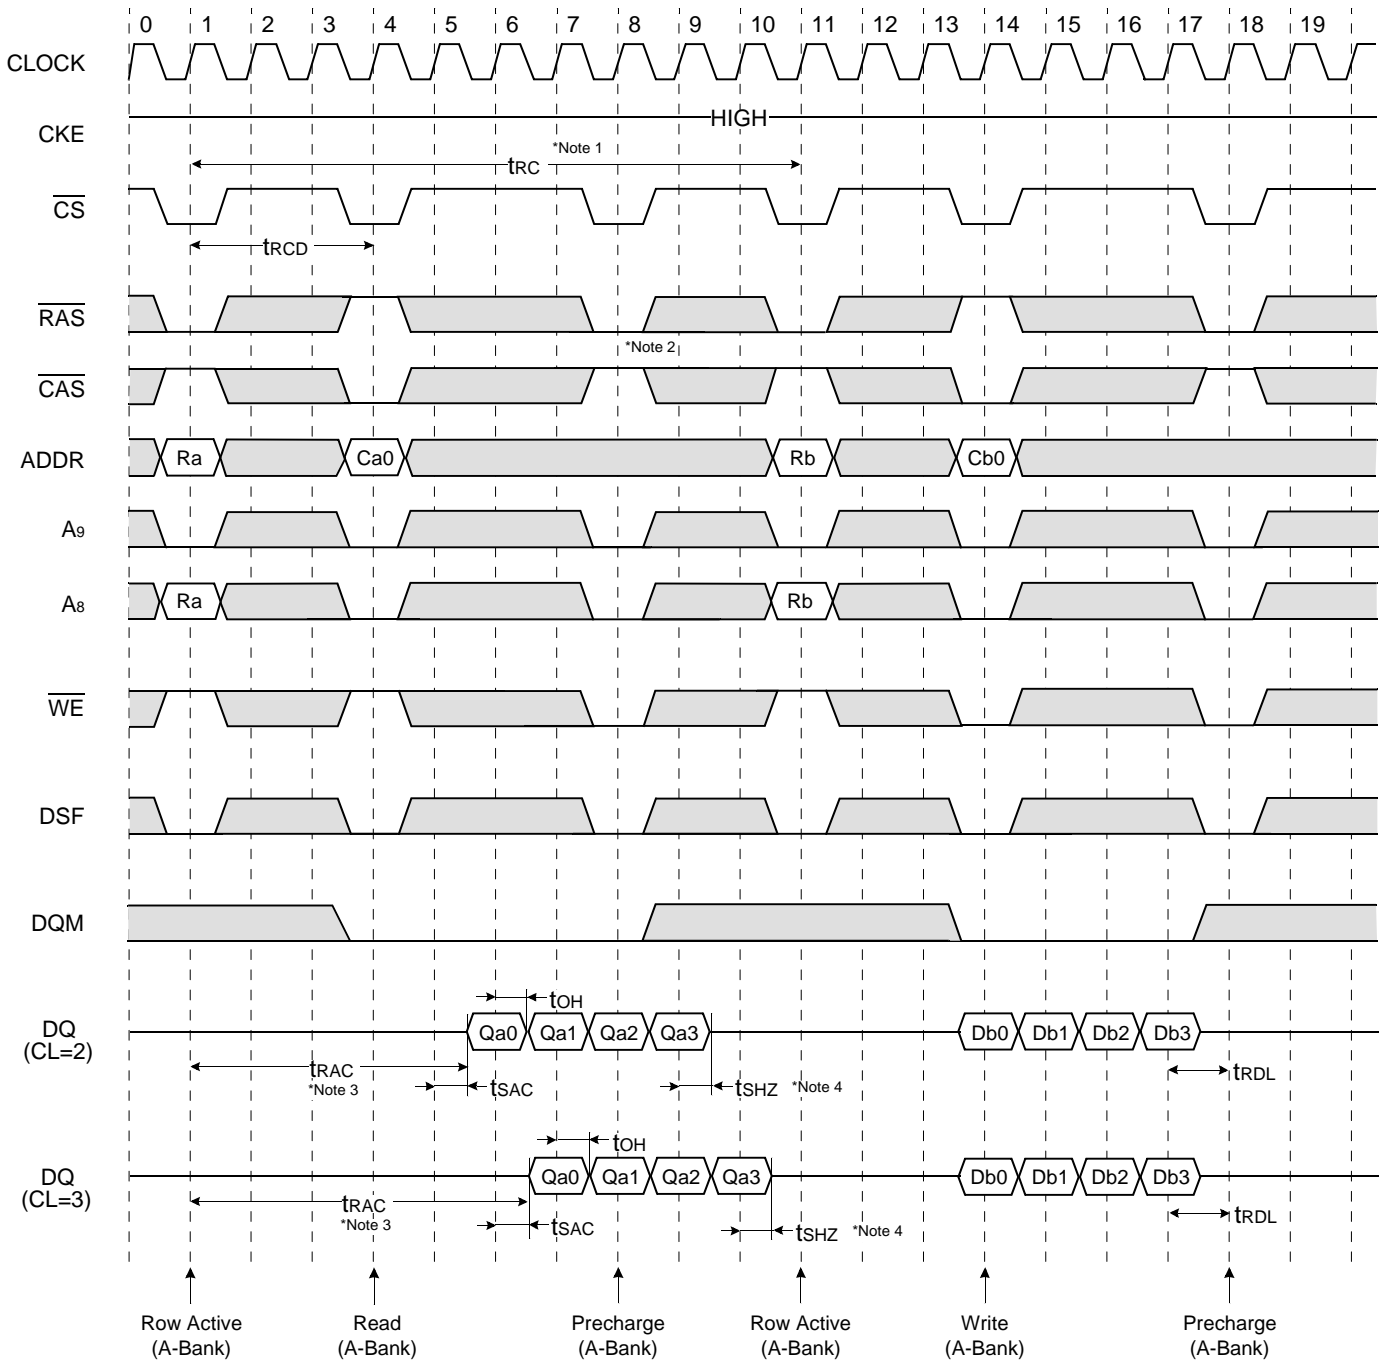 0 1 2 3 4 5 6 7 8 9 10 11 12 13 14 15 16 17 18 19
CLOCK
CKE HIGH
*Note 1
tRC
CS
tRCD
RAS
*Note 2
CAS
ADDR Ra Ca0 Rb Cb0
A9
A8 Ra Rb
WE
DSF
DQM
tOH
DQ
(CL=2)
Qa0 Qa1 Qa2 Qa3 Db0 Db1 Db2 Db3
tRAC
*Note 3
tSAC
tSHZ *Note 4
tRDL
tOH
DQ
(CL=3)
Qa0 Qa1 Qa2 Qa3 Db0 Db1 Db2 Db3
tRAC
*Note 3
tSAC
tSHZ *Note 4
tRDL
Row Active
(A-Bank)
Read
(A-Bank)
Precharge
(A-Bank)
Row Active
(A-Bank)
Write
(A-Bank)
Precharge
(A-Bank)